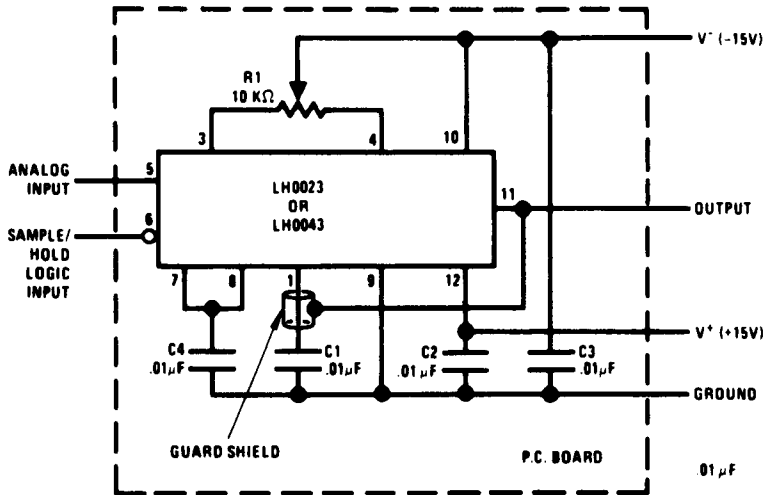 V⁻ (-15V)
R1
10 KΩ
3
4
10
ANALOG
INPUT
5
LH0023
OR
LH0043
11
OUTPUT
6
SAMPLE/
HOLD
LOGIC
INPUT
7
8
1
9
12
V⁺ (+15V)
C4
.01µF
C1
.01µF
C2
.01µF
C3
.01µF
GROUND
GUARD SHIELD
P.C. BOARD
.01µF